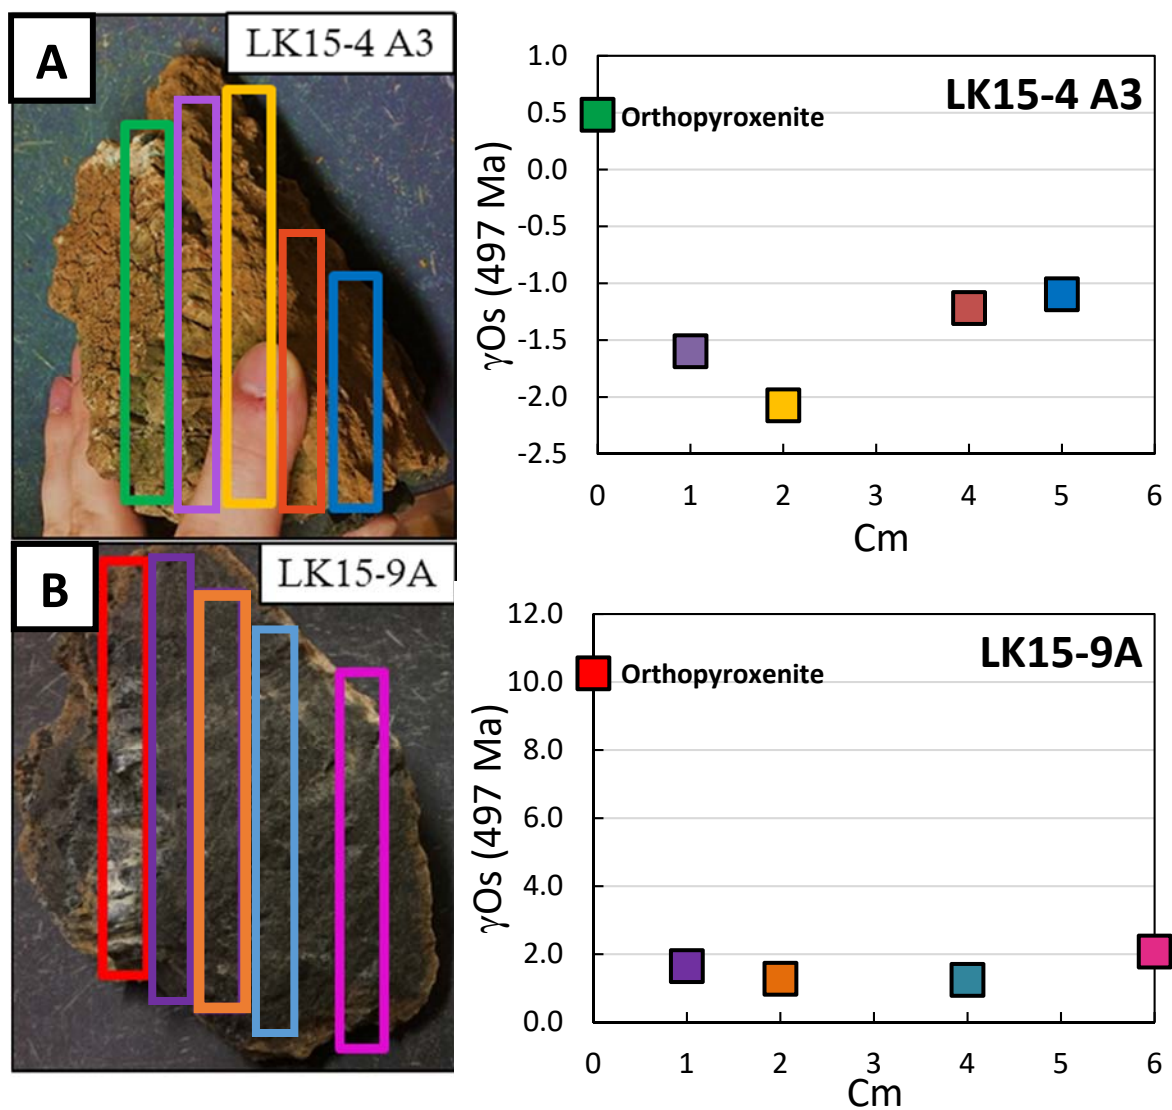 A
LK15-4 A3
LK15-4 A3
1.0
0.5
0.0
-0.5
-1.0
-1.5
-2.0
-2.5
γOs (497 Ma)
Orthopyroxenite
0 1 2 3 4 5 6
Cm
B
LK15-9A
LK15-9A
12.0
10.0
8.0
6.0
4.0
2.0
0.0
γOs (497 Ma)
Orthopyroxenite
0 1 2 3 4 5 6
Cm